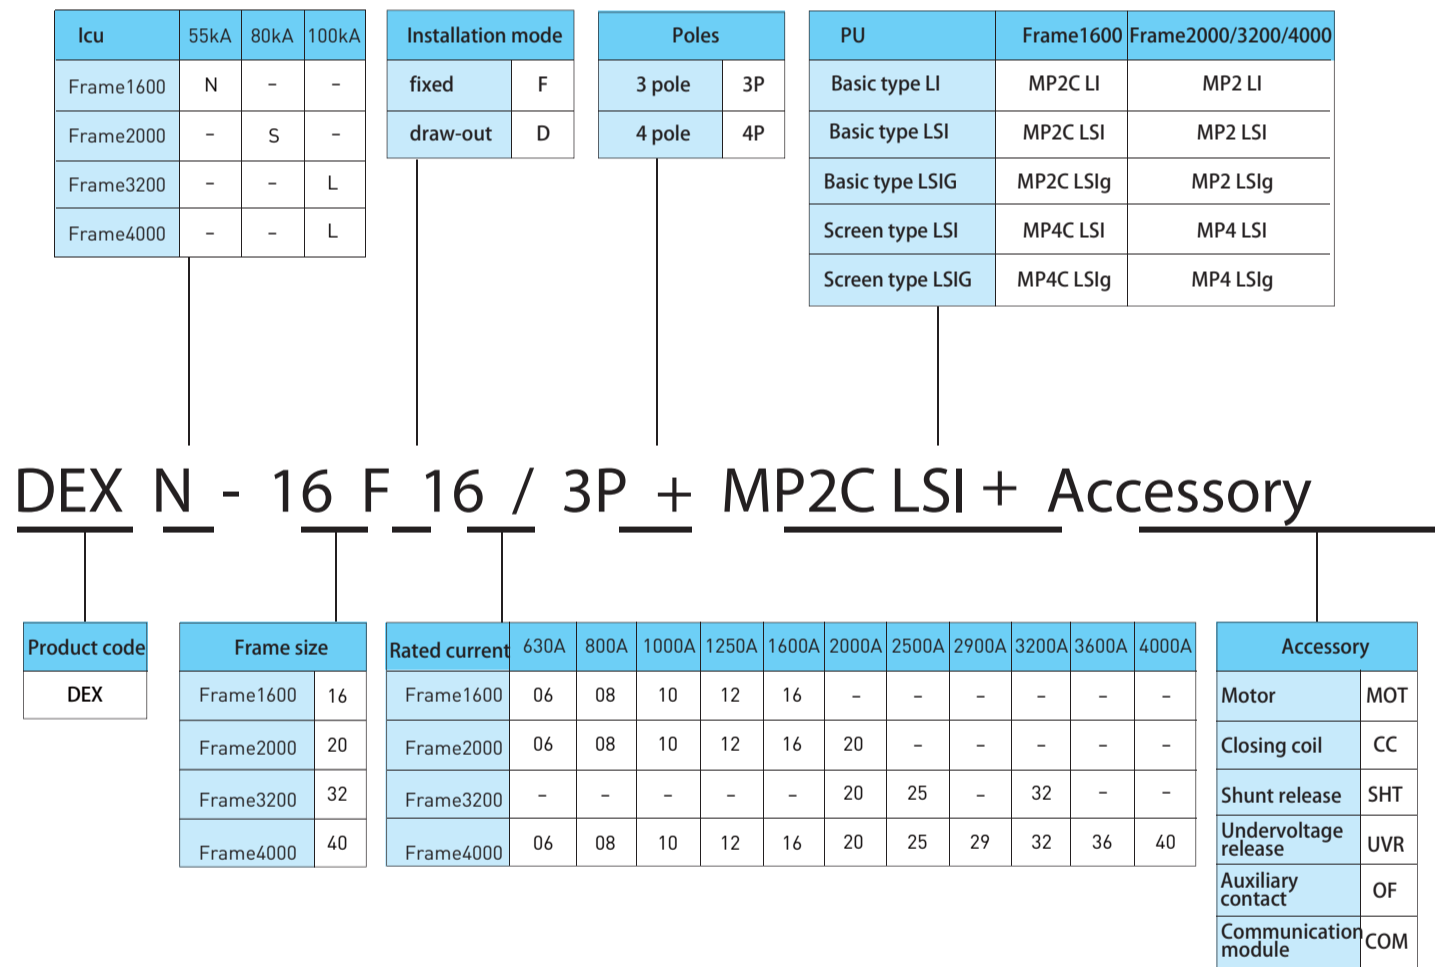 Icu 55kA 80kA 100kA
Frame1600 N - -
Frame2000 - S -
Frame3200 - - L
Frame4000 - - L
Installation mode
fixed F
draw-out D
Poles
3 pole 3P
4 pole 4P
PU Frame1600 Frame2000/3200/4000
Basic type LI MP2C LI MP2 LI
Basic type LSI MP2C LSI MP2 LSI
Basic type LSIG MP2C LSIg MP2 LSIg
Screen type LSI MP4C LSI MP4 LSI
Screen type LSIG MP4C LSIg MP4 LSIg
DEX N - 16 F 16 / 3P + MP2C LSI + Accessory
Product code
DEX
Frame size
Frame1600 16
Frame2000 20
Frame3200 32
Frame4000 40
Rated current 630A 800A 1000A 1250A 1600A 2000A 2500A 2900A 3200A 3600A 4000A
Frame1600 06 08 10 12 16 - - - - - -
Frame2000 06 08 10 12 16 20 - - - - -
Frame3200 - - - - - 20 25 - 32 - -
Frame4000 06 08 10 12 16 20 25 29 32 36 40
Accessory
Motor MOT
Closing coil CC
Shunt release SHT
Undervoltage
release UVR
Auxiliary
contact OF
Communication
module COM